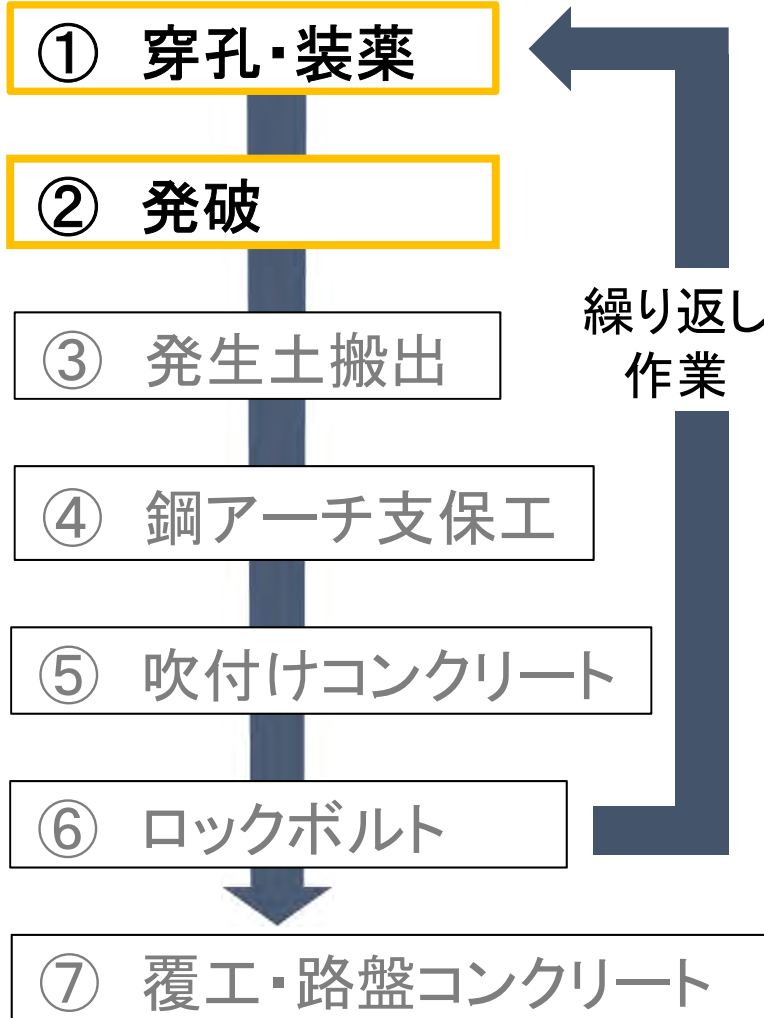 ① 穿孔・装薬
② 発破
③ 発生土搬出
④ 鋼アーチ支保工
⑤ 吹付けコンクリート
⑥ ロックボルト
⑦ 覆工・路盤コンクリート
繰り返し
作業